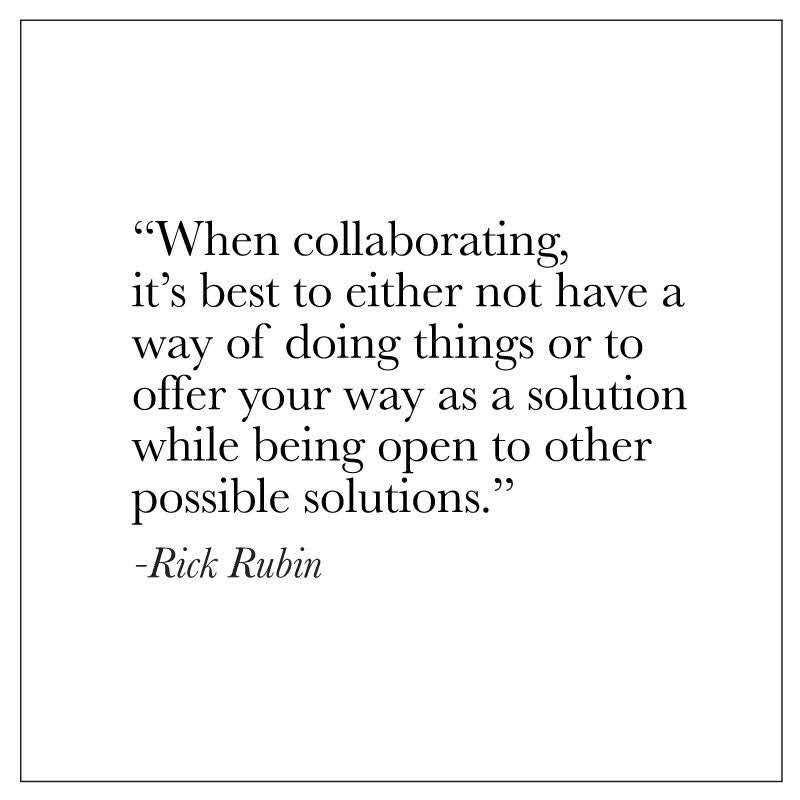 “When collaborating,
it’s best to either not have a
way of doing things or to
offer your way as a solution
while being open to other
possible solutions.”
-Rick Rubin